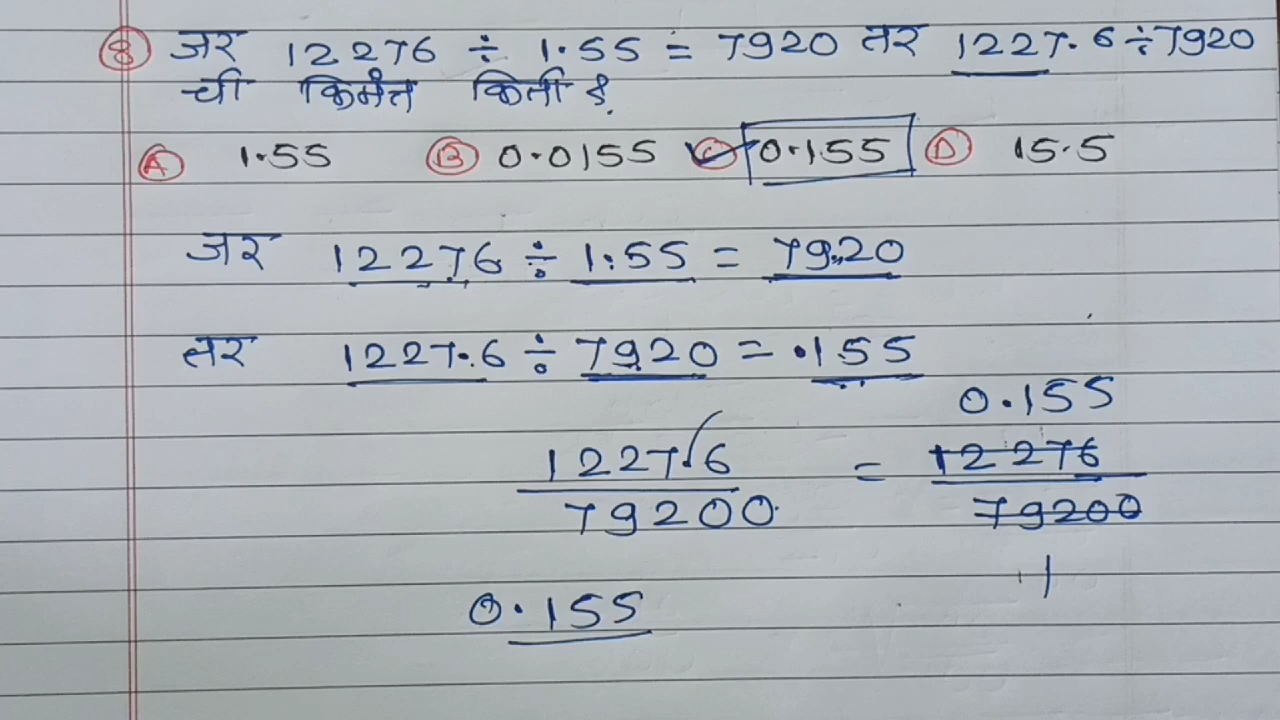 8 जर 12276 ÷ 1.55 = 7920 तर 1227.6÷7920
ची किंमत किती ?
A 1.55 B 0.0155 C 0.155 D 15.5
जर 12276 ÷ 1.55 = 7920
तर 1227.6 ÷ 7920 = .155
0.155
1227.6 = 12276
79200 79200
1
0.155